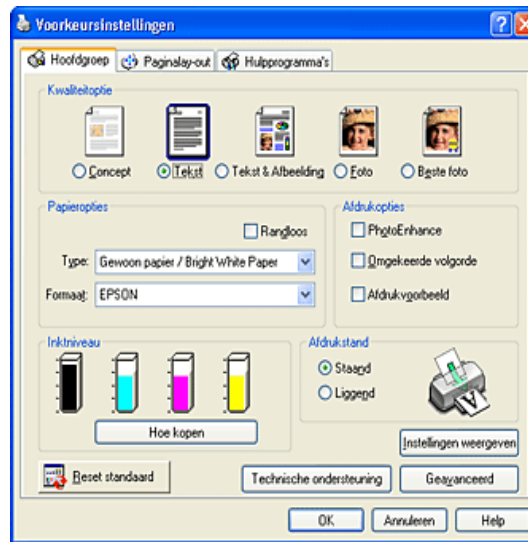 Voorkeursinstellingen
Hoofdgroep Paginalay-out Hulpprogramma's
Kwaliteitoptie
Concept Tekst Tekst & Afbeelding Foto Beste foto
Papieropties
Randloos
Type: Gewoon papier / Bright White Paper
Formaat: EPSON
Afdrukopties
PhotoEnhance
Omgekeerde volgorde
Afdrukvoorbeeld
Inktniveau
Hoe kopen
Afdrukstand
Staand
Liggend
A
Instellingen weergeven
Reset standaard Technische ondersteuning Geavanceerd
OK Annuleren Help